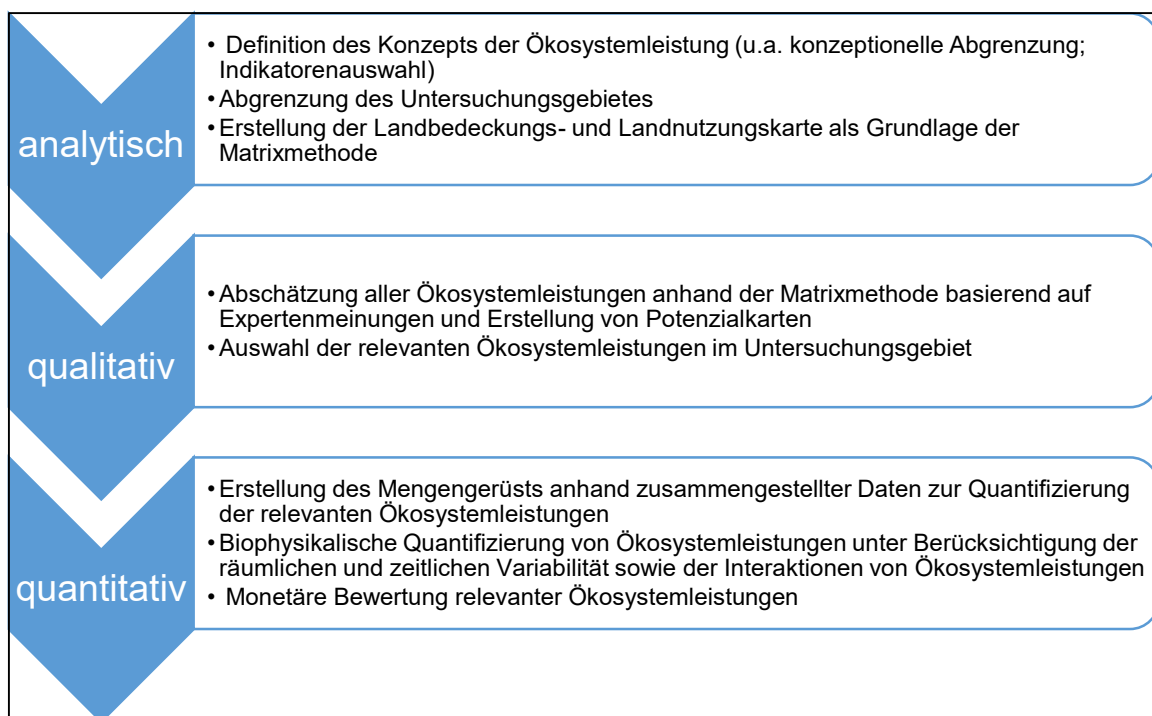 analytisch
• Definition des Konzepts der Ökosystemleistung (u.a. konzeptionelle Abgrenzung;
Indikatorenauswahl)
• Abgrenzung des Untersuchungsgebietes
• Erstellung der Landbedeckungs- und Landnutzungskarte als Grundlage der
Matrixmethode
qualitativ
• Abschätzung aller Ökosystemleistungen anhand der Matrixmethode basierend auf
Expertenmeinungen und Erstellung von Potenzialkarten
• Auswahl der relevanten Ökosystemleistungen im Untersuchungsgebiet
quantitativ
• Erstellung des Mengengerüsts anhand zusammengestellter Daten zur Quantifizierung
der relevanten Ökosystemleistungen
• Biophysikalische Quantifizierung von Ökosystemleistungen unter Berücksichtigung der
räumlichen und zeitlichen Variabilität sowie der Interaktionen von Ökosystemleistungen
• Monetäre Bewertung relevanter Ökosystemleistungen